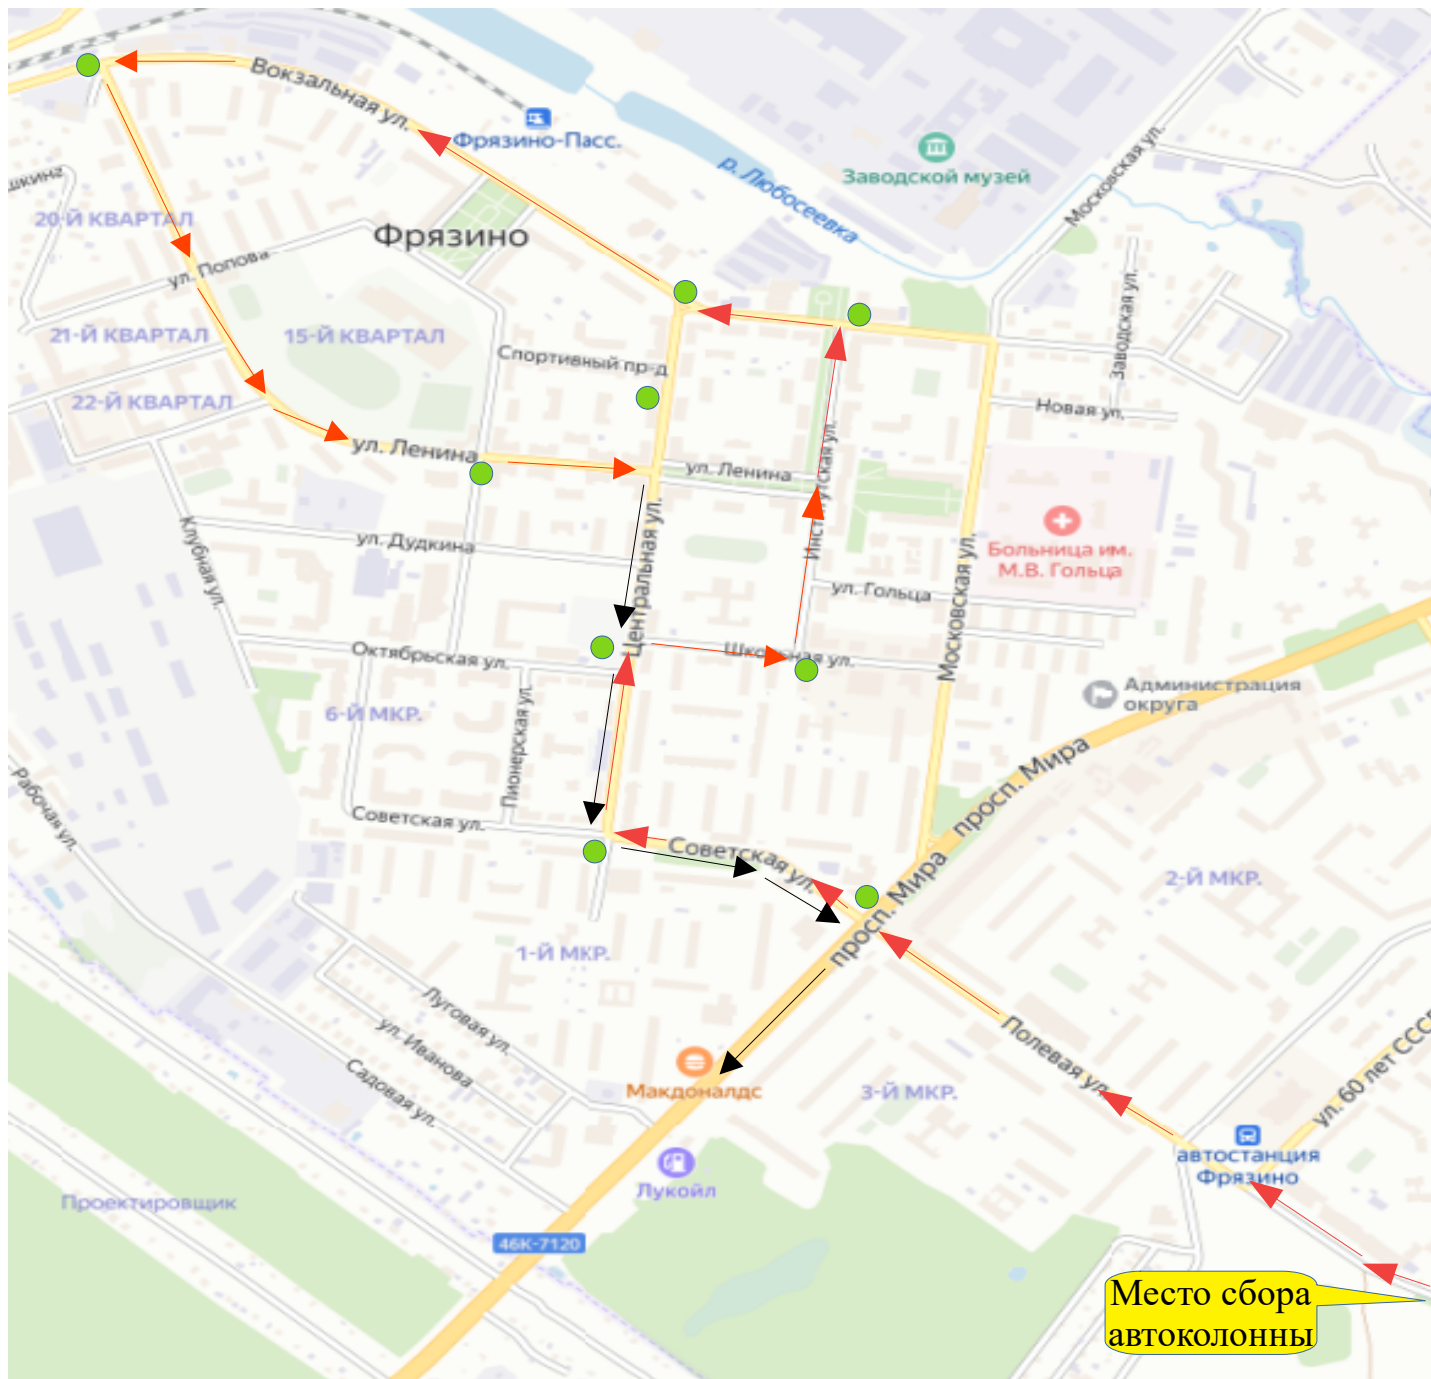 Вокзальная ул.
Фрязино-Пасс.
р. Любосеевка
Заводской музей
Московская ул.
шкина
20-Й КВАРТАЛ
Фрязино
ул. Попова
21-Й КВАРТАЛ
15-Й КВАРТАЛ
Спортивный пр-д
Заводская ул.
22-Й КВАРТАЛ
Новая ул.
ул. Ленина
ул. Ленина
Институтская ул.
Клубная ул.
ул. Дудкина
Центральная ул.
Больница им.
М.В. Гольца
ул. Гольца
Московская ул.
Октябрьская ул.
Школьная ул.
Администрация
округа
6-Й МКР.
Пионерская ул.
просп. Мира
Рабочая ул.
Советская ул.
Советская ул.
просп. Мира
2-Й МКР.
1-Й МКР.
Луговая ул.
ул. Иванова
Садовая ул.
Полевая ул.
ул. 60 лет СССР
Макдоналдс
3-Й МКР.
автостанция
Фрязино
Лукойл
Проектировщик
46К-7120
Место сбора
автоколонны